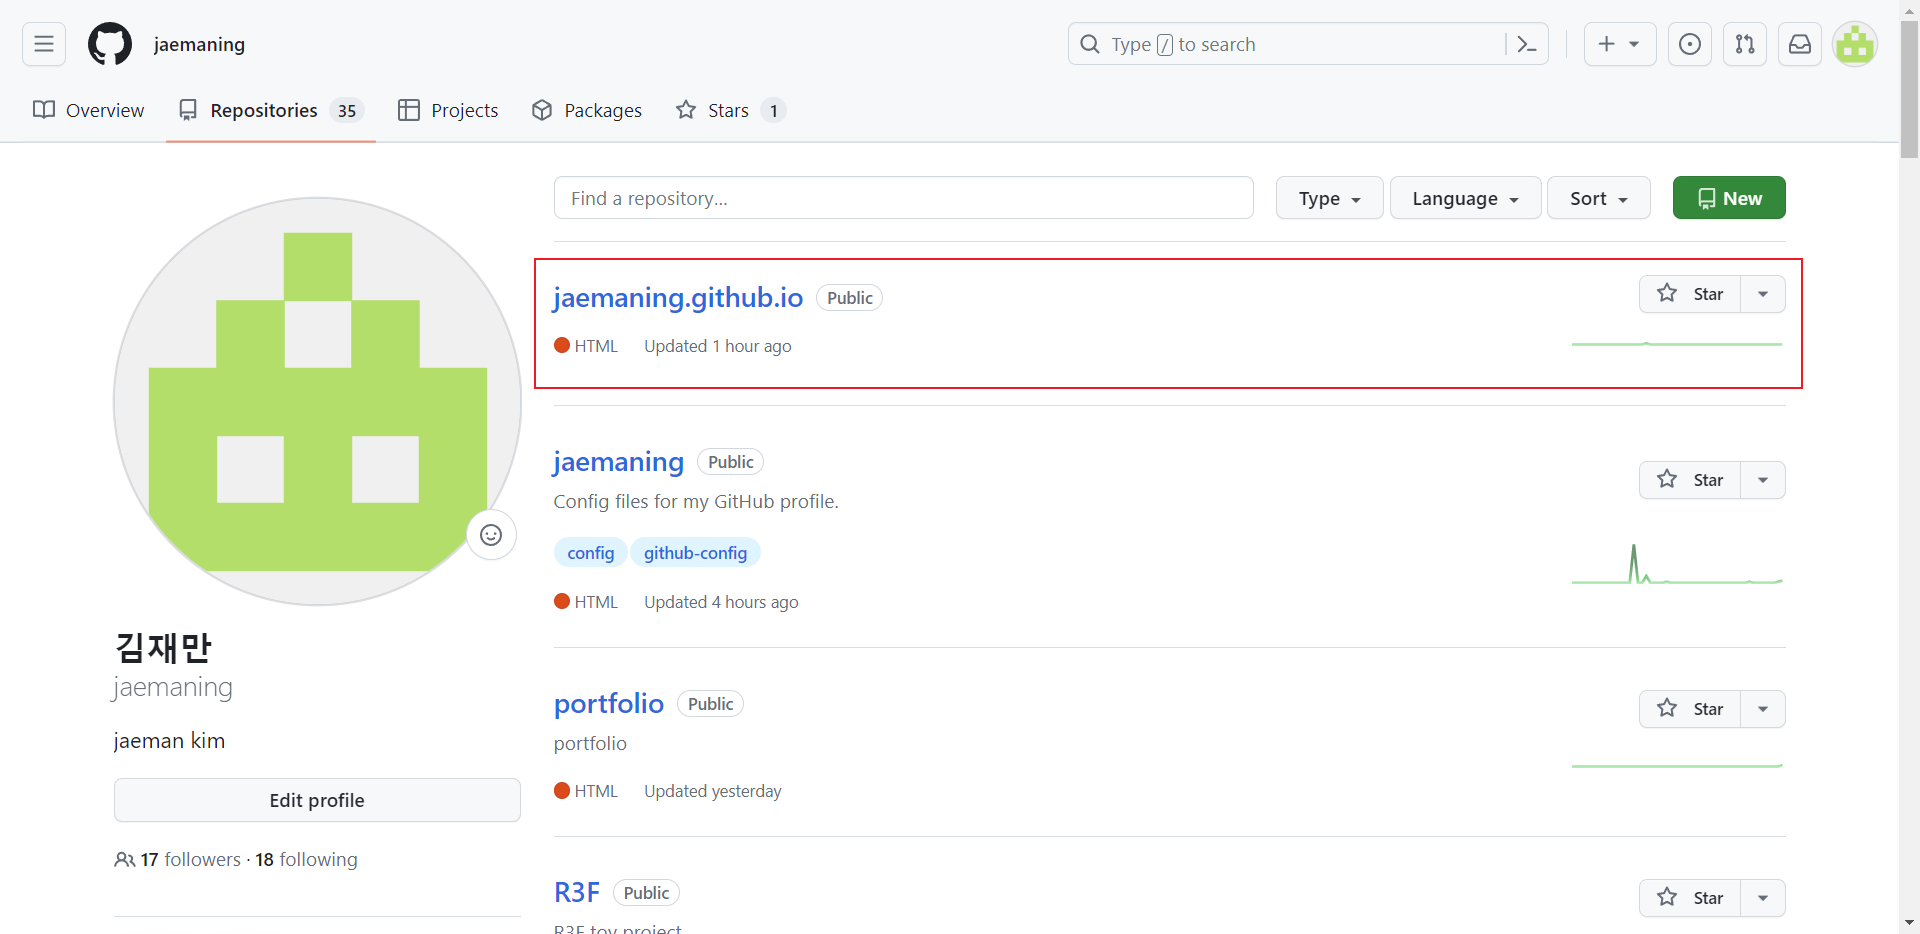 jaemaning
Type / to search
Overview
Repositories 35
Projects
Packages
Stars 1
Find a repository...
Type
Language
Sort
New
jaemaning.github.io Public
Star
HTML Updated 1 hour ago
jaemaning Public
Star
Config files for my GitHub profile.
config github-config
HTML Updated 4 hours ago
portfolio Public
Star
portfolio
HTML Updated yesterday
R3F Public
Star
R3F toy project
김재만
jaemaning
jaeman kim
Edit profile
17 followers · 18 following